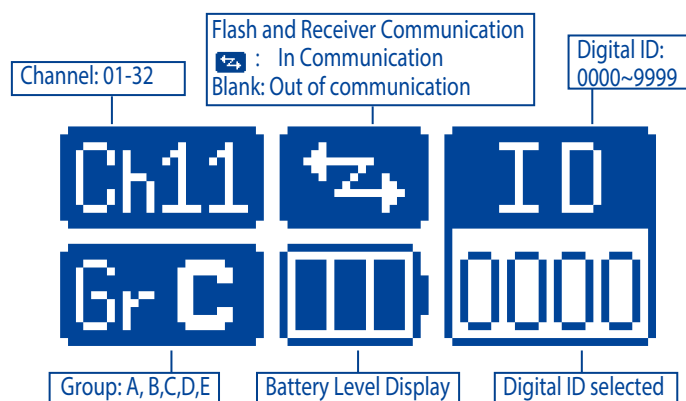 Flash and Receiver Communication
: In Communication
Blank: Out of communication
Channel: 01-32
Digital ID:
0000~9999
Ch11
ID
Gr C
0000
Group: A, B,C,D,E
Battery Level Display
Digital ID selected